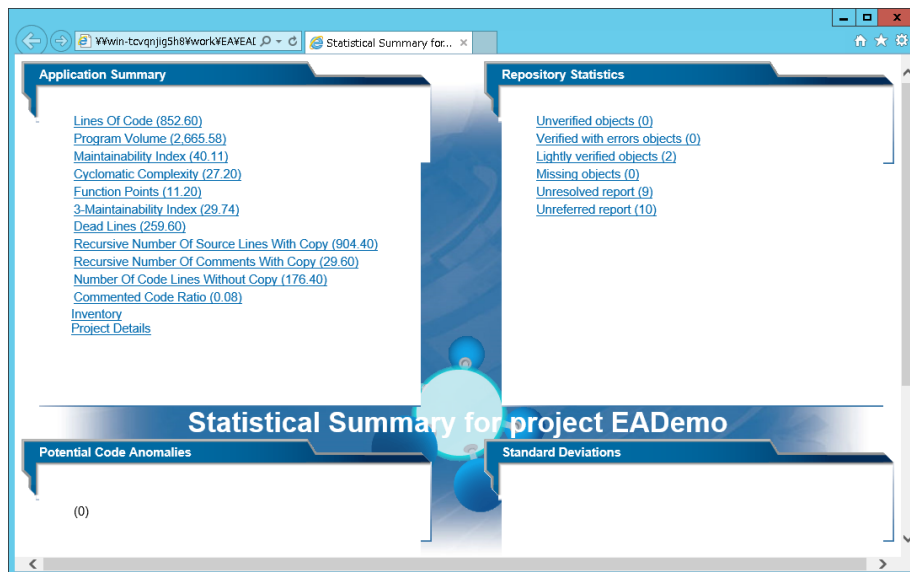 ¥¥win-tcvqnjig5h8¥work¥EA¥EAI
Statistical Summary for...
Application Summary
Lines Of Code (852.60)
Program Volume (2,665.58)
Maintainability Index (40.11)
Cyclomatic Complexity (27.20)
Function Points (11.20)
3-Maintainability Index (29.74)
Dead Lines (259.60)
Recursive Number Of Source Lines With Copy (904.40)
Recursive Number Of Comments With Copy (29.60)
Number Of Code Lines Without Copy (176.40)
Commented Code Ratio (0.08)
Inventory
Project Details
Repository Statistics
Unverified objects (0)
Verified with errors objects (0)
Lightly verified objects (2)
Missing objects (0)
Unresolved report (9)
Unreferred report (10)
Statistical Summary for project EADemo
Potential Code Anomalies
(0)
Standard Deviations